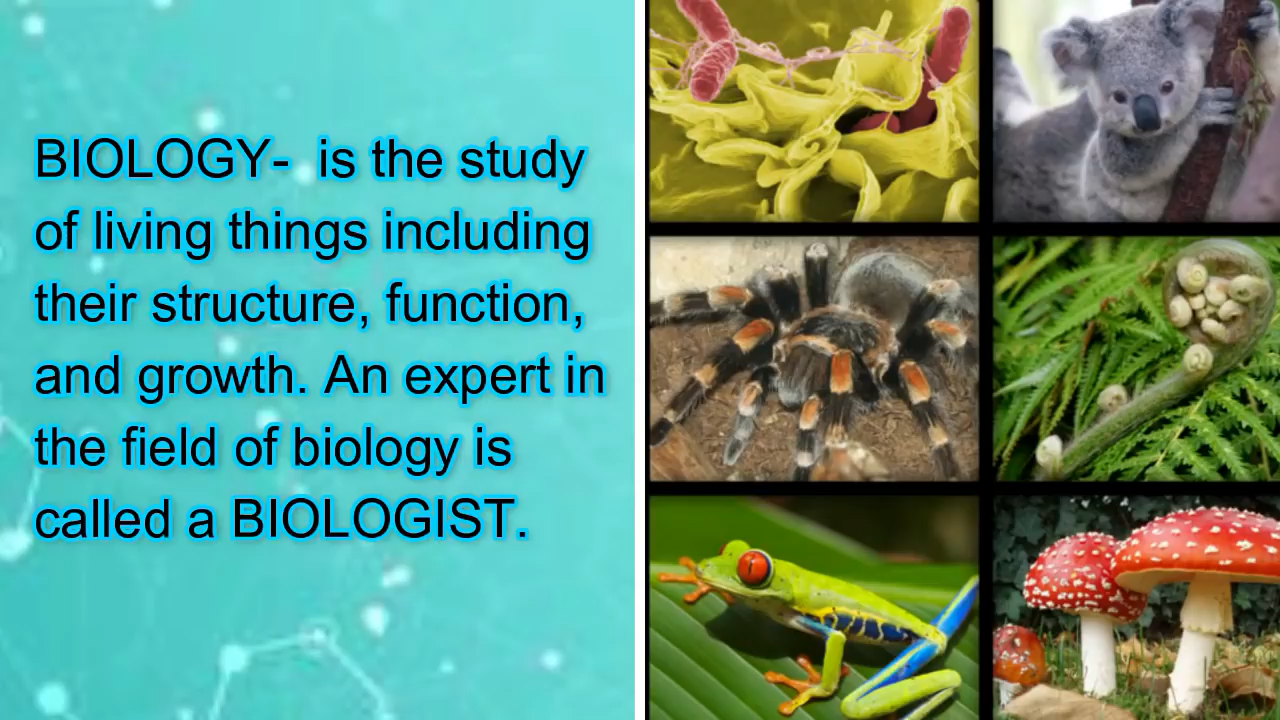 BIOLOGY-  is the study
of living things including
their structure, function,
and growth. An expert in
the field of biology is
called a BIOLOGIST.